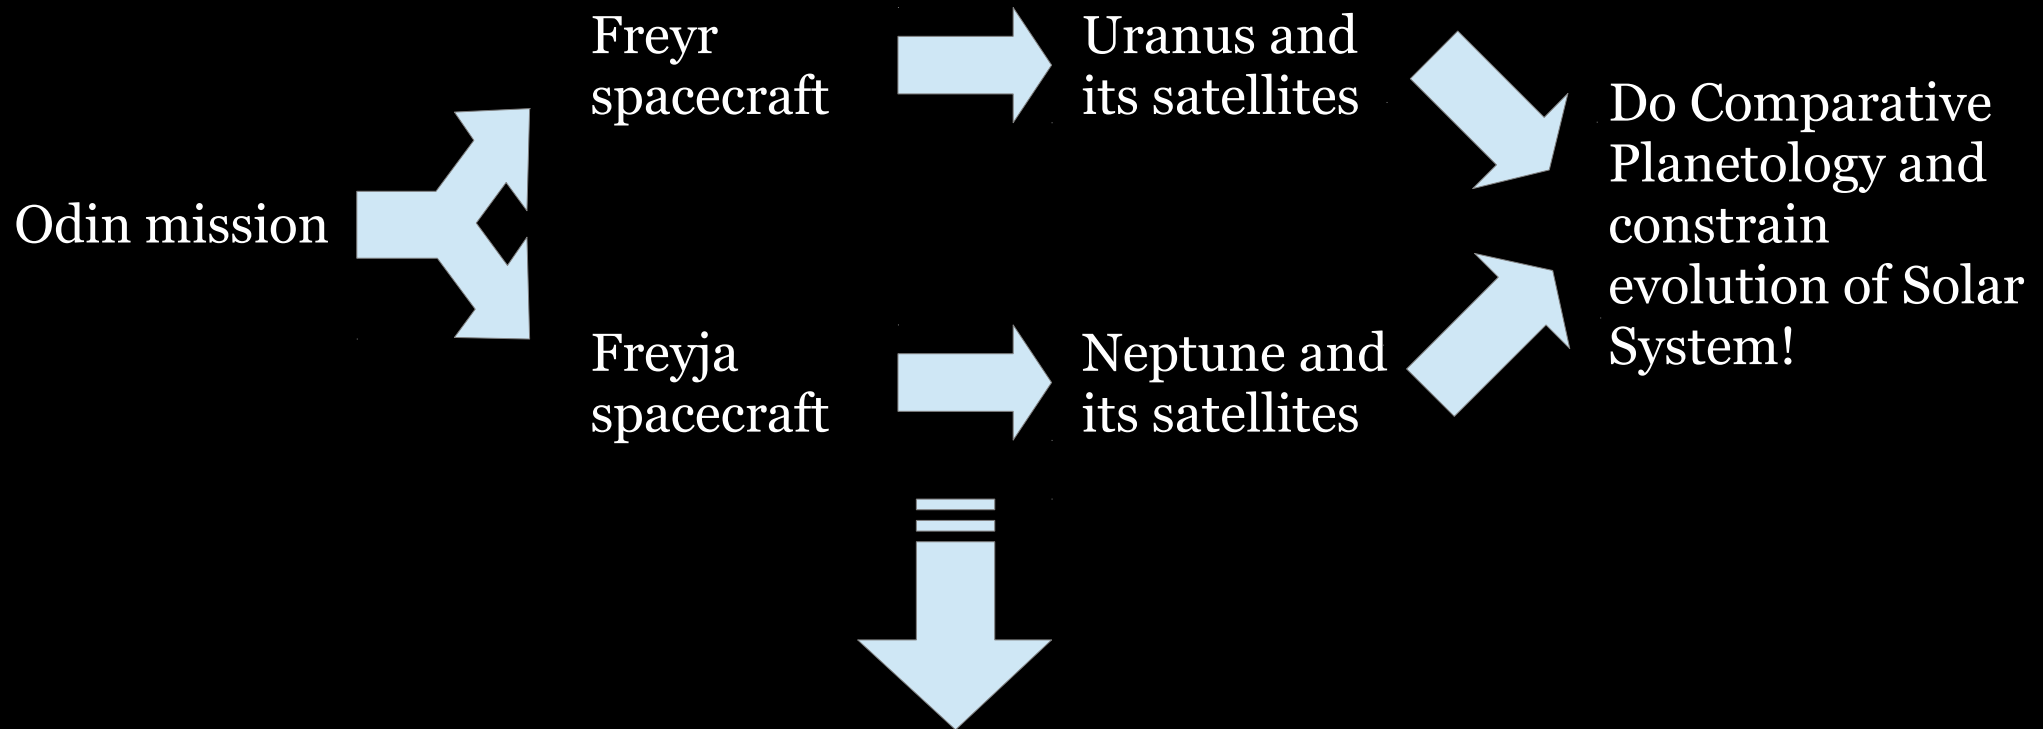 Odin mission
Freyr
spacecraft
Uranus and
its satellites
Freyja
spacecraft
Neptune and
its satellites
Do Comparative
Planetology and
constrain
evolution of Solar
System!